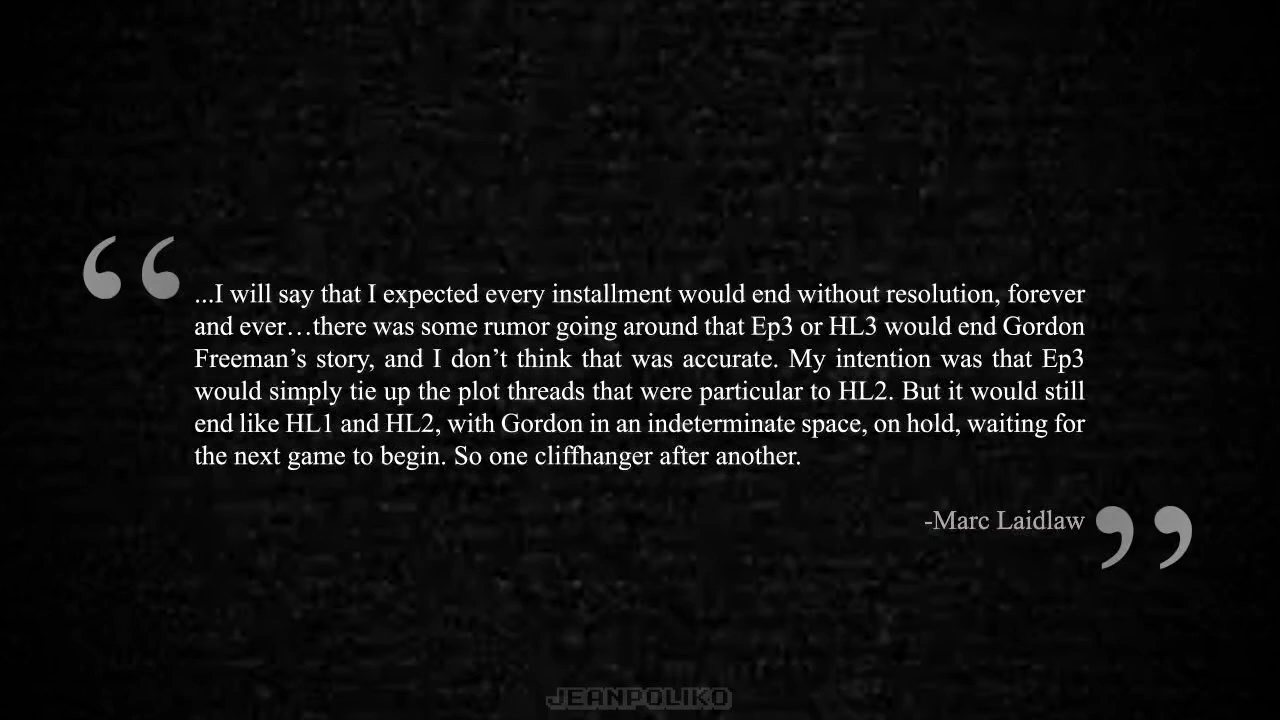 “
...I will say that I expected every installment would end without resolution, forever
and ever…there was some rumor going around that Ep3 or HL3 would end Gordon
Freeman’s story, and I don’t think that was accurate. My intention was that Ep3
would simply tie up the plot threads that were particular to HL2. But it would still
end like HL1 and HL2, with Gordon in an indeterminate space, on hold, waiting for
the next game to begin. So one cliffhanger after another.
-Marc Laidlaw ”
JEANPOLIKO